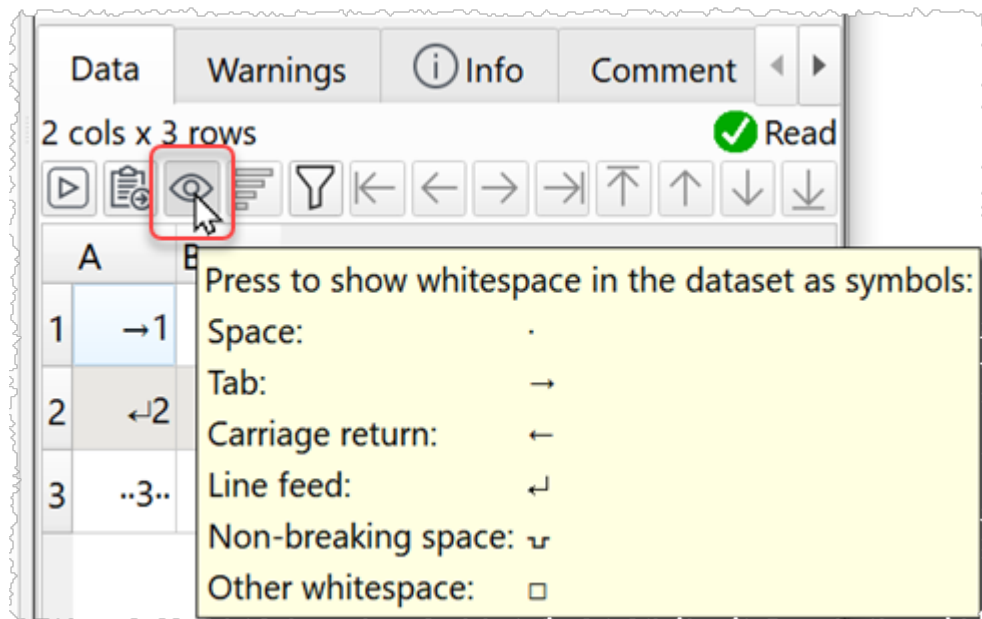 Data Warnings Info Comment
2 cols x 3 rows Read
A B
1 →1
2 ↵2
3 ··3··
Press to show whitespace in the dataset as symbols:
Space: ·
Tab: →
Carriage return: ←
Line feed: ↵
Non-breaking space: ⍽
Other whitespace: □